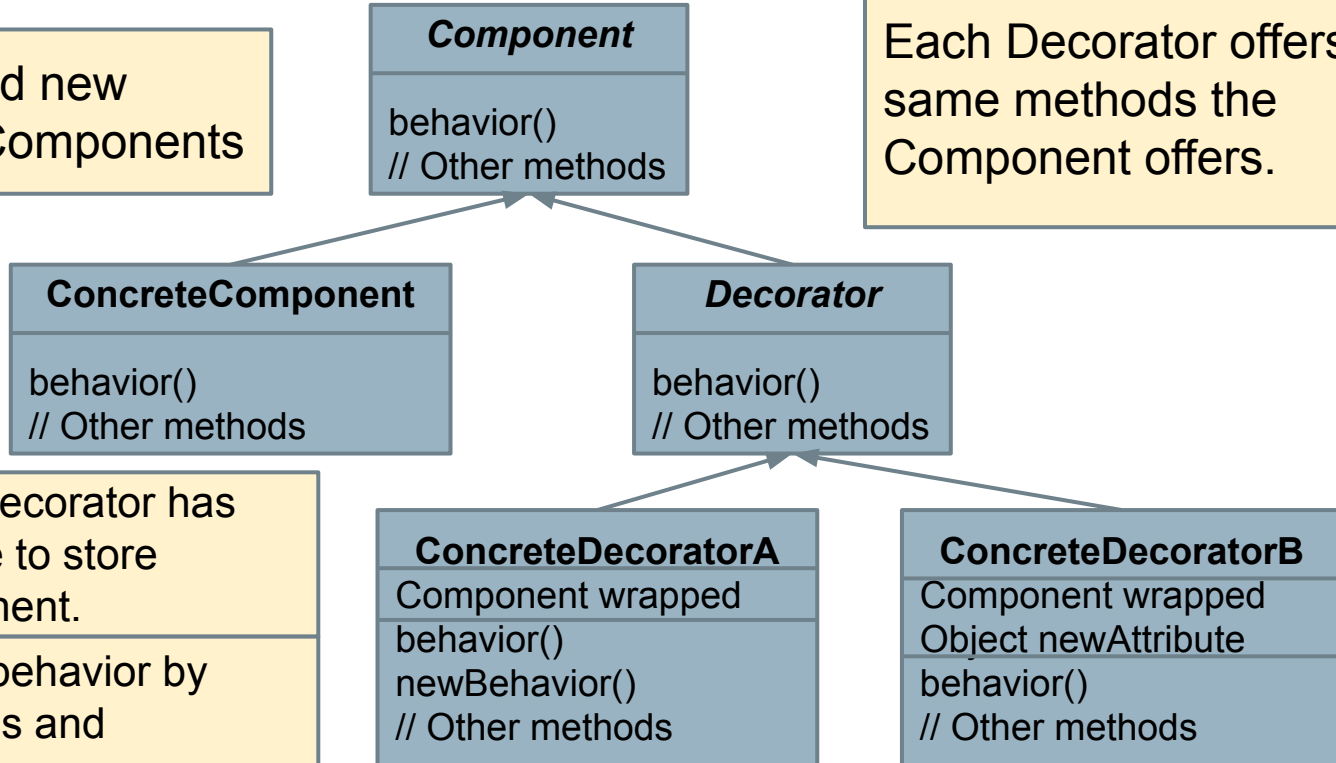 d new
Components
Component
behavior()
// Other methods
Each Decorator offers
same methods the
Component offers.
ConcreteComponent
behavior()
// Other methods
Decorator
behavior()
// Other methods
ecorator has
e to store
nent.
behavior by
s and
ConcreteDecoratorA
Component wrapped
behavior()
newBehavior()
// Other methods
ConcreteDecoratorB
Component wrapped
Object newAttribute
behavior()
// Other methods